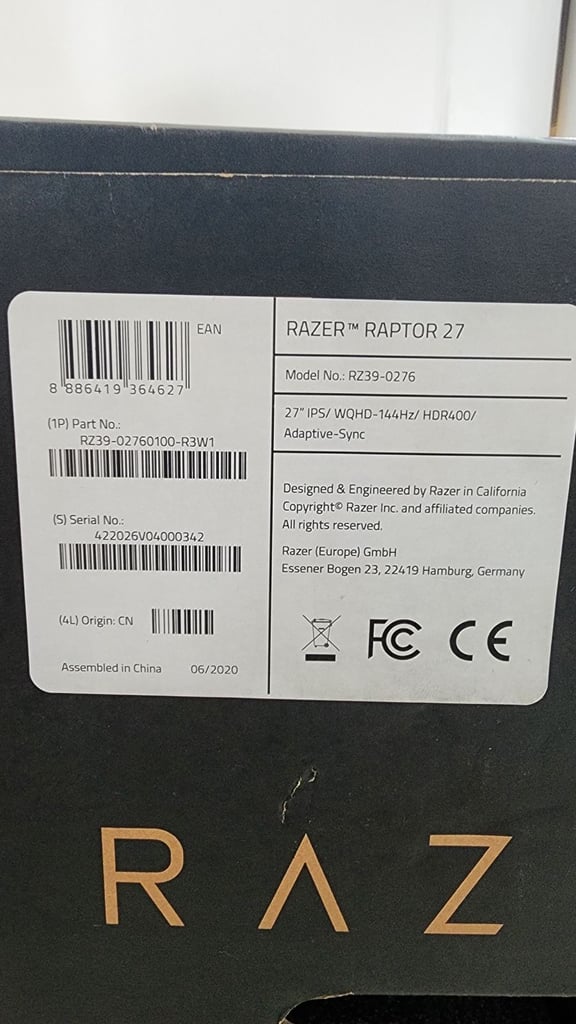 EAN
8 886419 364627
(1P) Part No.:
RZ39-02760100-R3W1
(S) Serial No.:
422026V04000342
(4L) Origin: CN
Assembled in China 06/2020
RAZER™ RAPTOR 27
Model No.: RZ39-0276
27" IPS/ WQHD-144Hz/ HDR400/
Adaptive-Sync
Designed & Engineered by Razer in California
Copyright© Razer Inc. and affiliated companies.
All rights reserved.
Razer (Europe) GmbH
Essener Bogen 23, 22419 Hamburg, Germany
FC CE
RΛZ